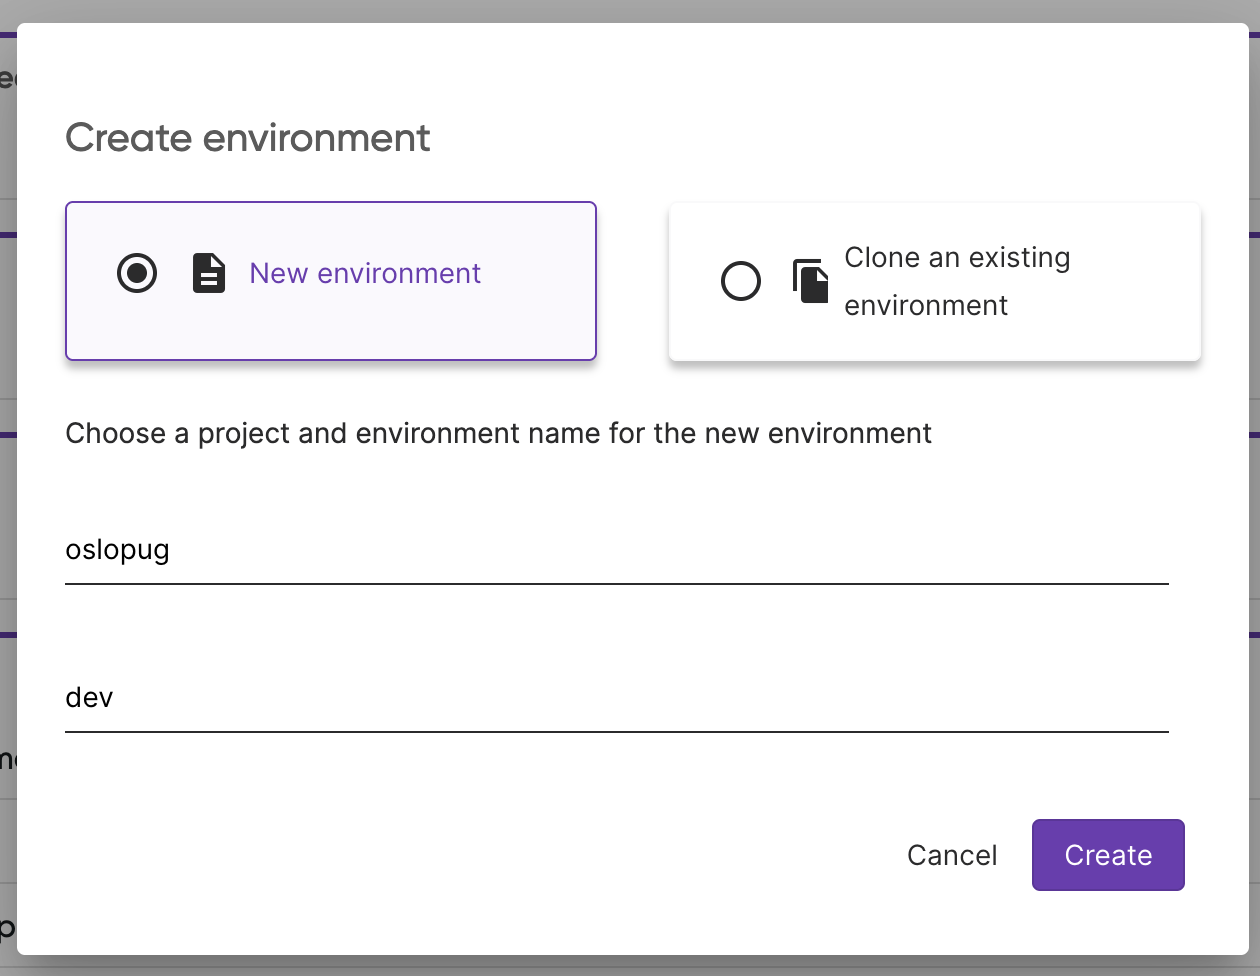 Create environment
New environment
Clone an existing
environment
Choose a project and environment name for the new environment
oslopug
dev
Cancel
Create